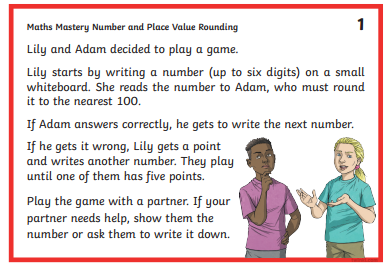 Maths Mastery Number and Place Value Rounding 1
Lily and Adam decided to play a game.
Lily starts by writing a number (up to six digits) on a small
whiteboard. She reads the number to Adam, who must round
it to the nearest 100.
If Adam answers correctly, he gets to write the next number.
If he gets it wrong, Lily gets a point
and writes another number. They play
until one of them has five points.
Play the game with a partner. If your
partner needs help, show them the
number or ask them to write it down.